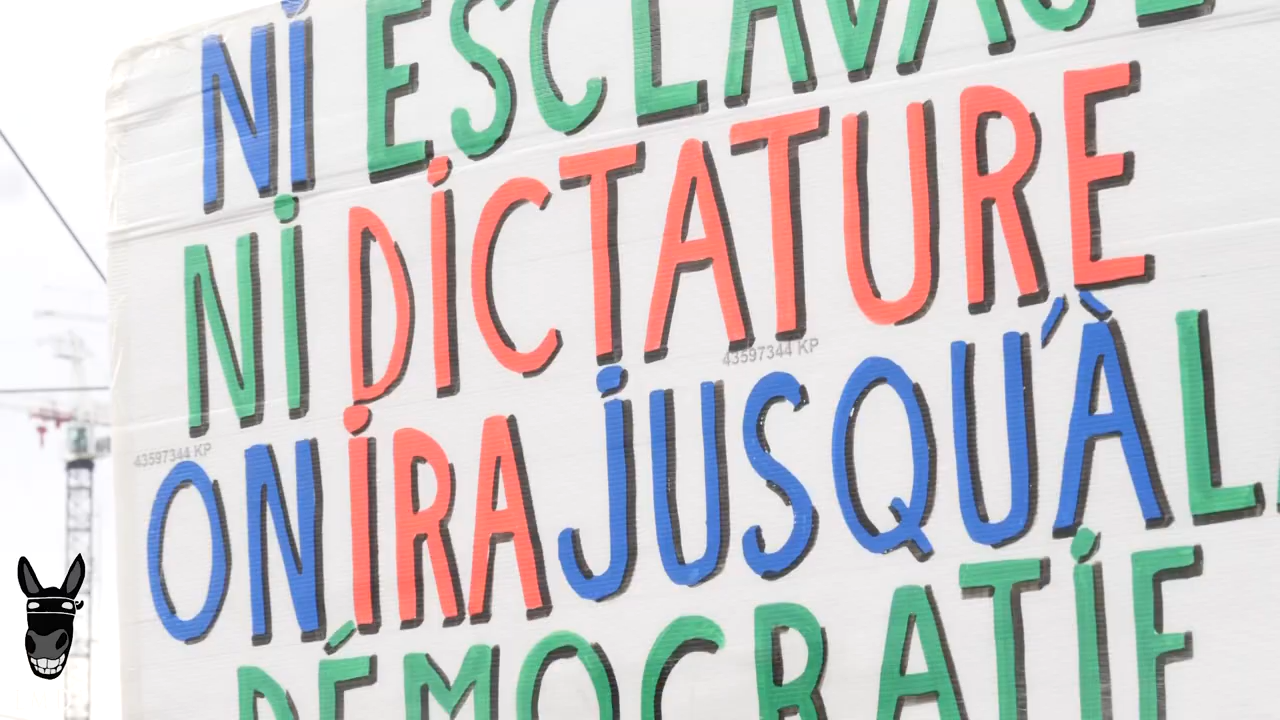 NI ESCLAVAGE
NI DICTATURE
43597344 KP
43597344 KP
ON IRA JUSQU'À L
DÉMOCRATIE